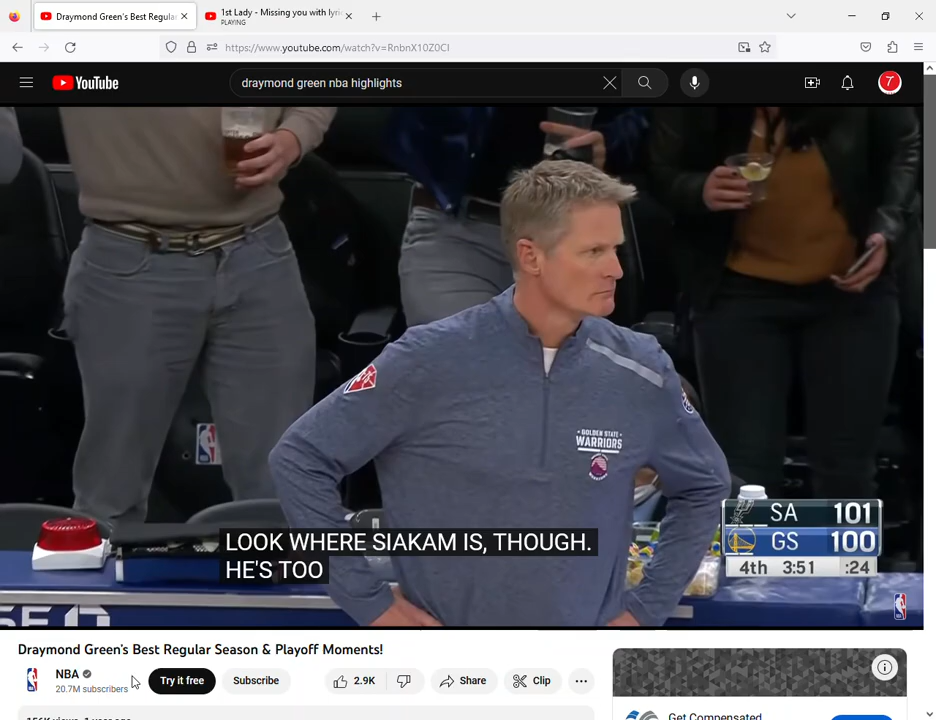 Draymond Green's Best Regula
1st Lady - Missing you with lyri
PLAYING
https://www.youtube.com/watch?v=RnbnX10Z0CI
YouTube
draymond green nba highlights
GOLDEN STATE
WARRIORS
SA 101
GS 100
4th 3:51 :24
LOOK WHERE SIAKAM IS, THOUGH.
HE'S TOO
Draymond Green's Best Regular Season & Playoff Moments!
NBA
20.7M subscribers
Try it free
Subscribe
2.9K
Share
Clip
Get Compensated